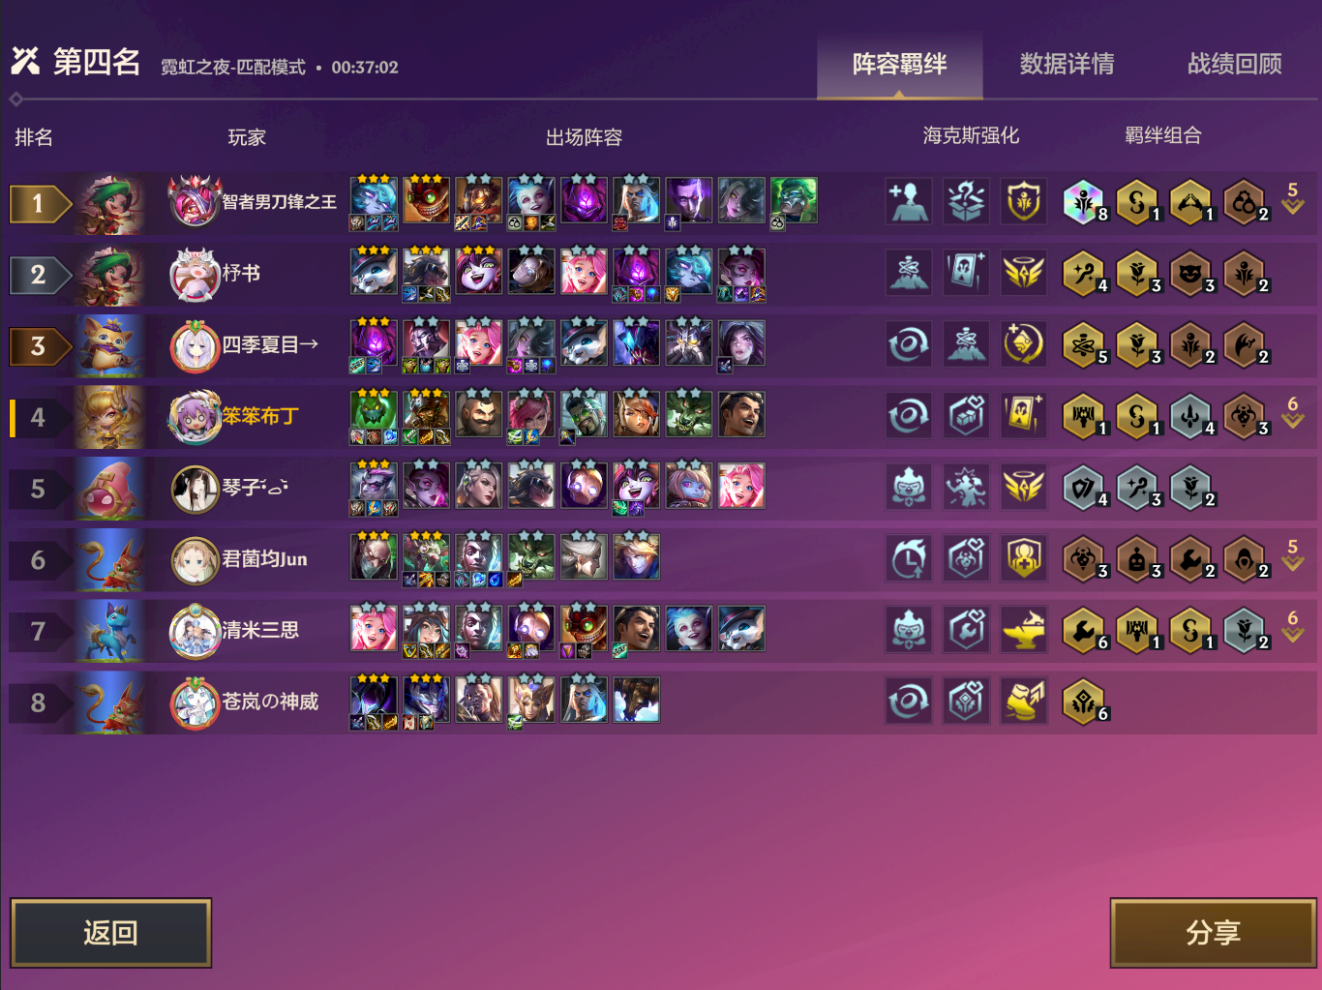 第四名 霓虹之夜-匹配模式 • 00:37:02 阵容羁绊 数据详情 战绩回顾
排名 玩家 出场阵容 海克斯强化 羁绊组合
1 智者男刀锋之王 8 1 1 2 5
2 杍书 4 3 3 2
3 四季夏目→ 5 3 2 2
4 笨笨布丁 1 1 4 3 6
5 琴子 4 3 2
6 君菌均Jun 3 3 2 2 5
7 清米三思 6 1 1 2 6
8 苍岚の神威 6
返回 分享